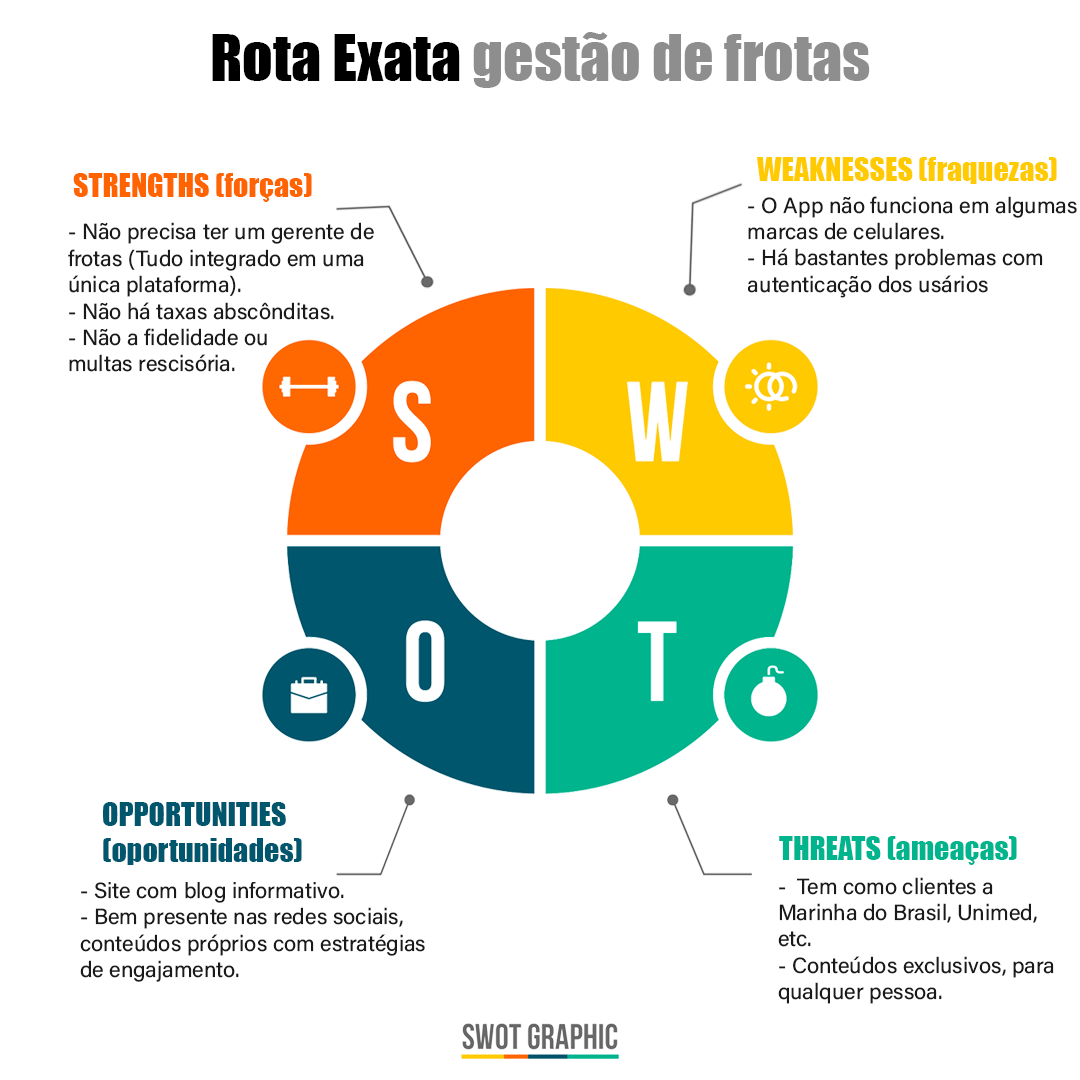 Rota Exata gestão de frotas
STRENGTHS (forças)
- Não precisa ter um gerente de
frotas (Tudo integrado em uma
única plataforma).
- Não há taxas abscônditas.
- Não a fidelidade ou
multas rescisória.
WEAKNESSES (fraquezas)
- O App não funciona em algumas
marcas de celulares.
- Há bastantes problemas com
autenticação dos usários
S
W
O
T
OPPORTUNITIES
(oportunidades)
- Site com blog informativo.
- Bem presente nas redes sociais,
conteúdos próprios com estratégias
de engajamento.
THREATS (ameaças)
- Tem como clientes a
Marinha do Brasil, Unimed,
etc.
- Conteúdos exclusivos, para
qualquer pessoa.
SWOT GRAPHIC